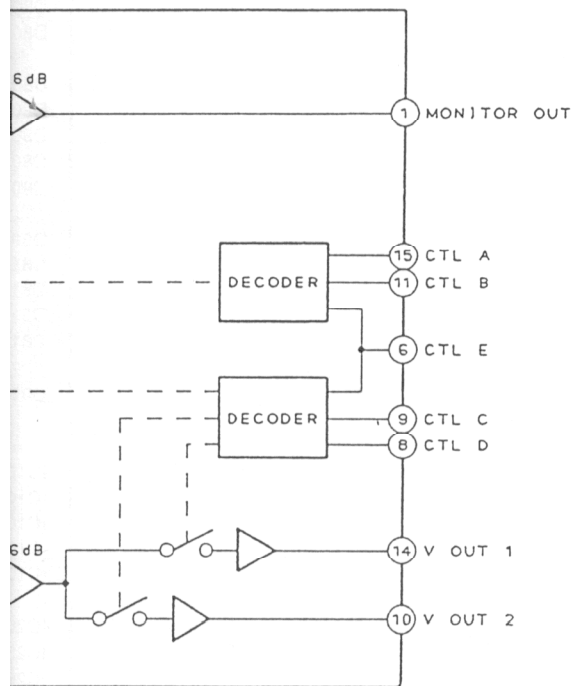 6dB
1 MONITOR OUT
15 CTL A
DECODER
11 CTL B
6 CTL E
DECODER
9 CTL C
8 CTL D
6dB
14 V OUT 1
10 V OUT 2